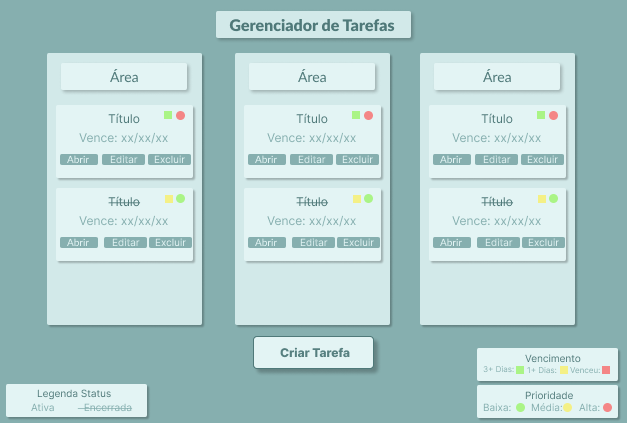 Gerenciador de Tarefas
Área
Título
Vence: xx/xx/xx
Abrir Editar Excluir
Título
Vence: xx/xx/xx
Abrir Editar Excluir
Área
Título
Vence: xx/xx/xx
Abrir Editar Excluir
Título
Vence: xx/xx/xx
Abrir Editar Excluir
Área
Título
Vence: xx/xx/xx
Abrir Editar Excluir
Título
Vence: xx/xx/xx
Abrir Editar Excluir
Criar Tarefa
Legenda Status
Ativa Encerrada
Vencimento
3+ Dias: 1+ Dias: Venceu:
Prioridade
Baixa: Média: Alta: